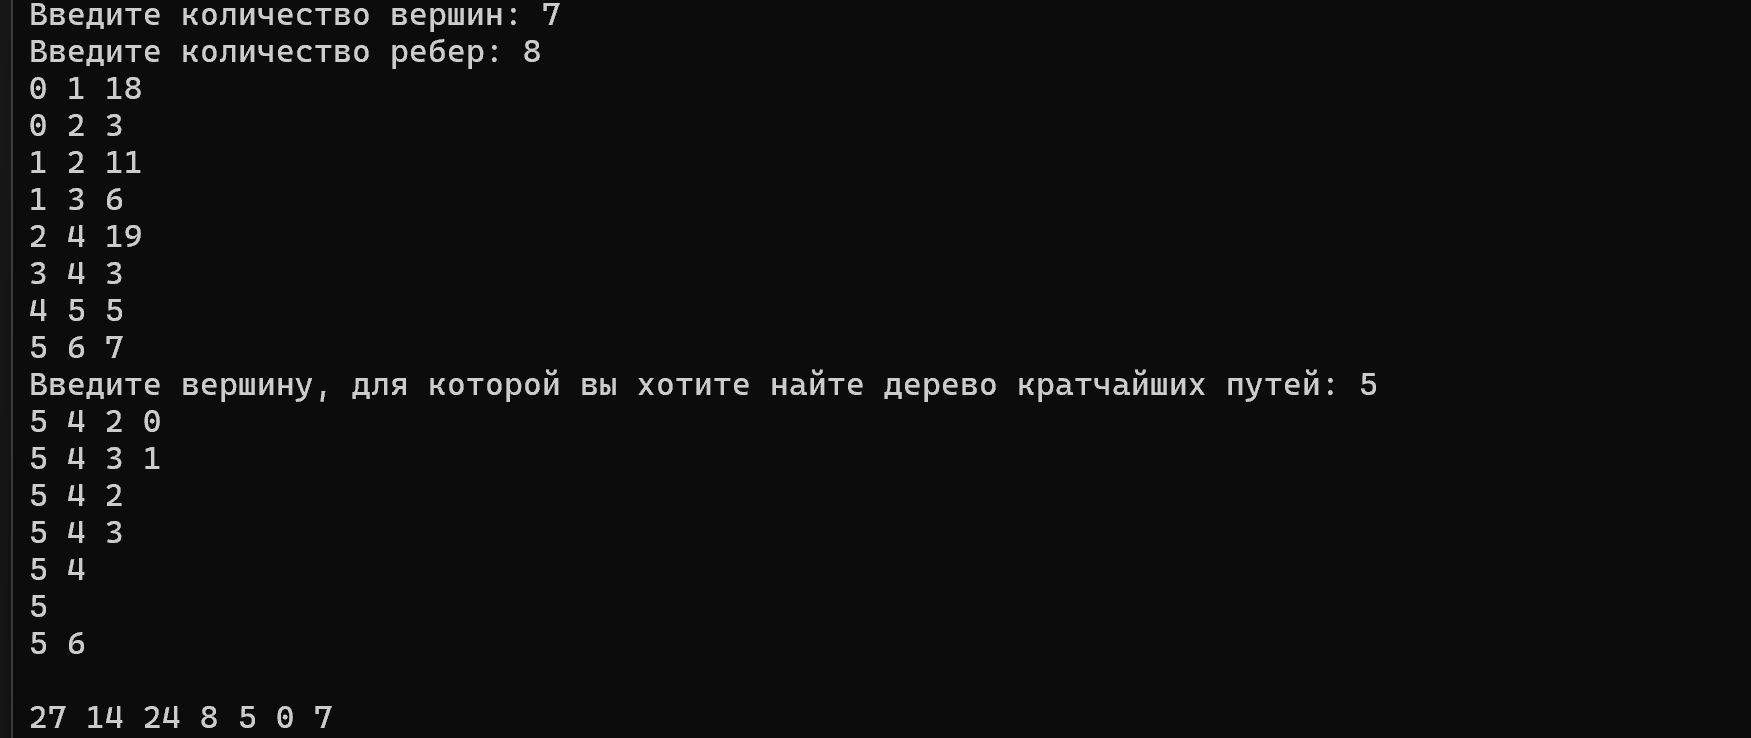 Введите количество вершин: 7
Введите количество ребер: 8
0 1 18
0 2 3
1 2 11
1 3 6
2 4 19
3 4 3
4 5 5
5 6 7
Введите вершину, для которой вы хотите найте дерево кратчайших путей: 5
5 4 2 0
5 4 3 1
5 4 2
5 4 3
5 4
5
5 6
27 14 24 8 5 0 7